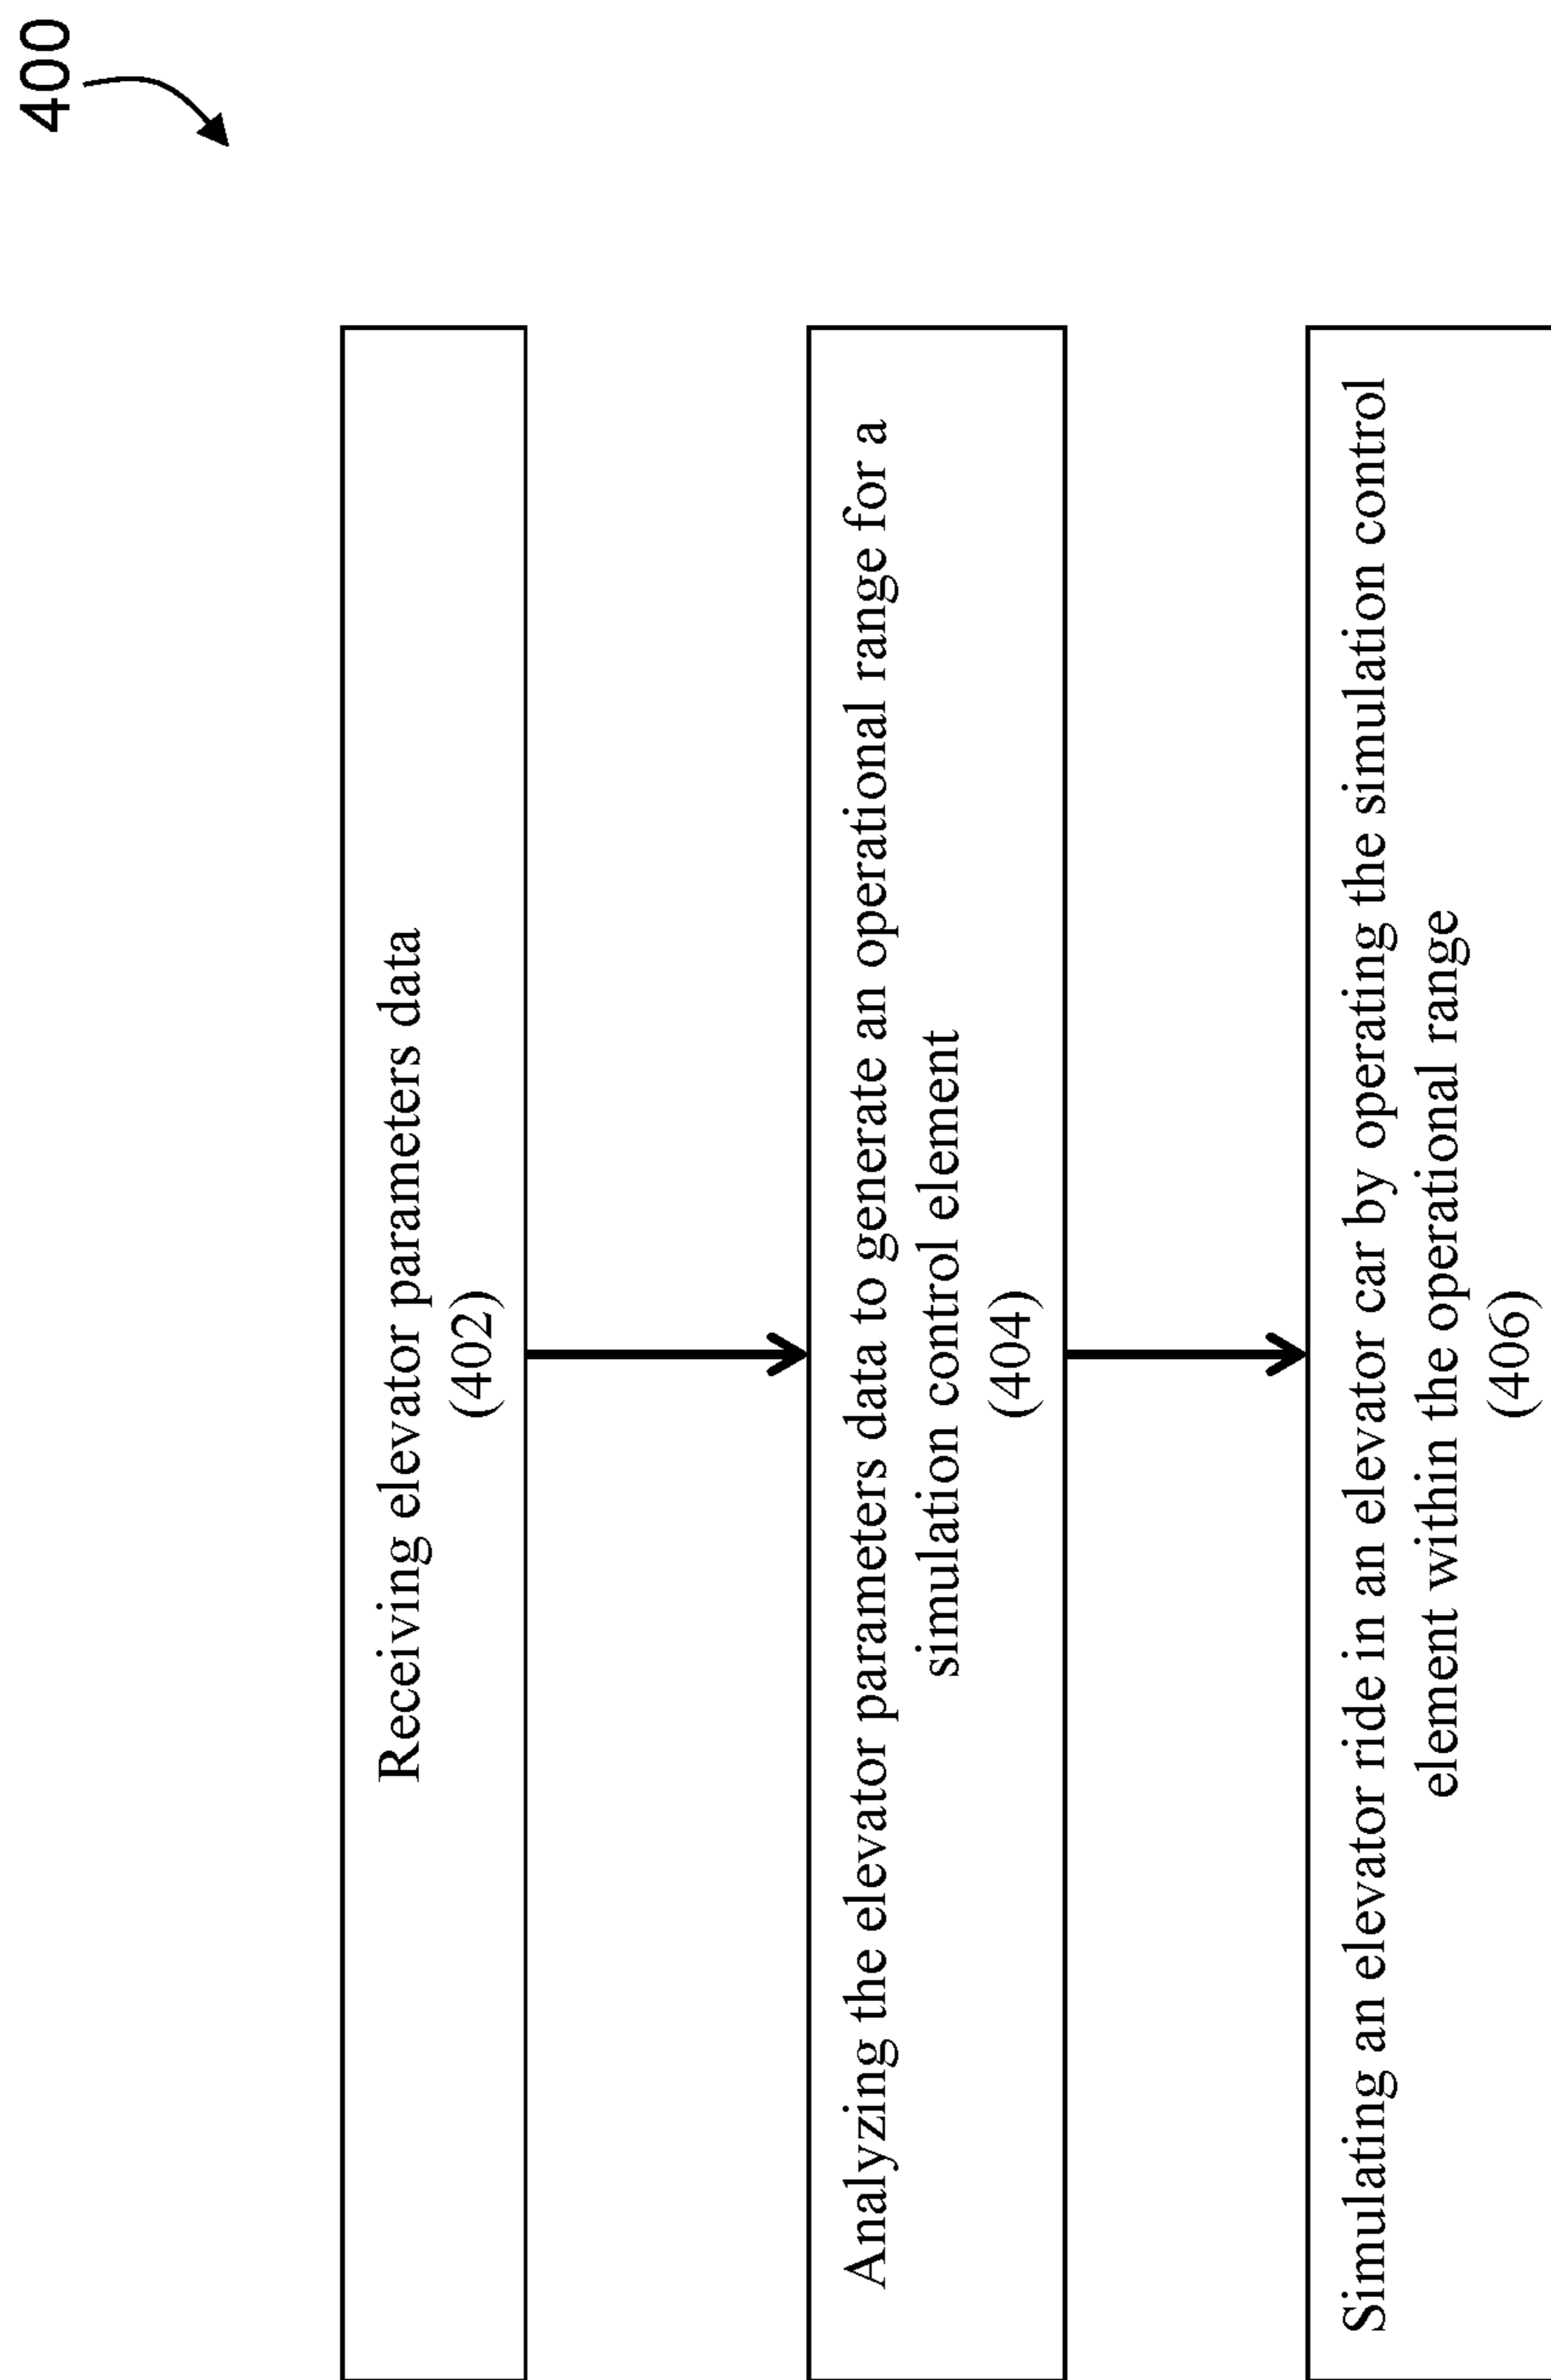 400
Receiving elevator parameters data
(402)
Analyzing the elevator parameters data to generate an operational range for a
simulation control element
(404)
Simulating an elevator ride in an elevator car by operating the simulation control
element within the operational range
(406)